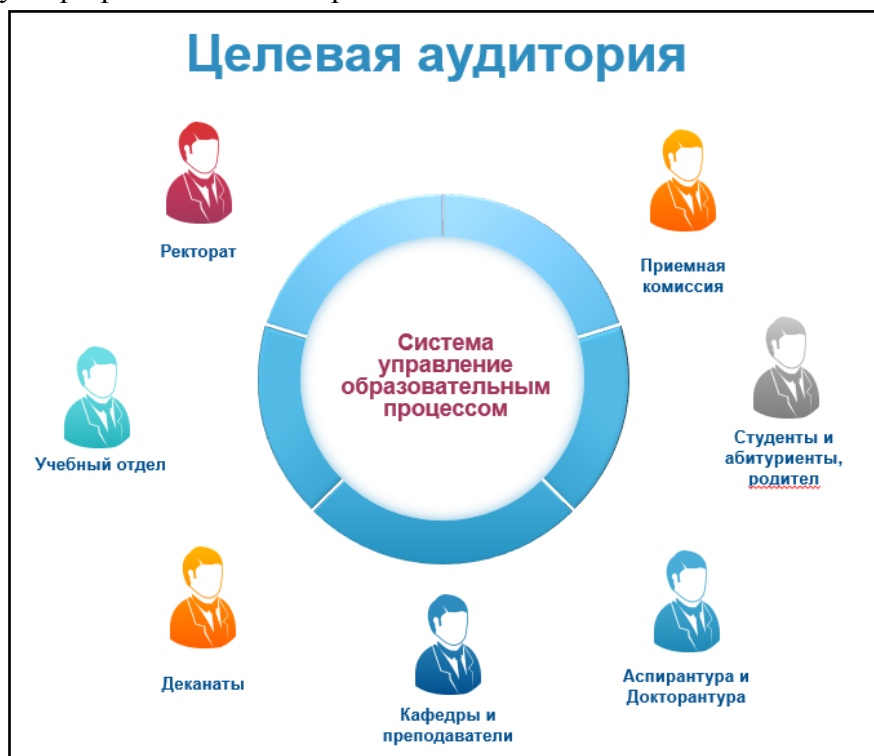 Целевая аудитория
Ректорат
Приемная
комиссия
Система
управление
образовательным
процессом
Учебный отдел
Студенты и
абитуриенты,
родител
Деканаты
Кафедры и
преподаватели
Аспирантура и
Докторантура